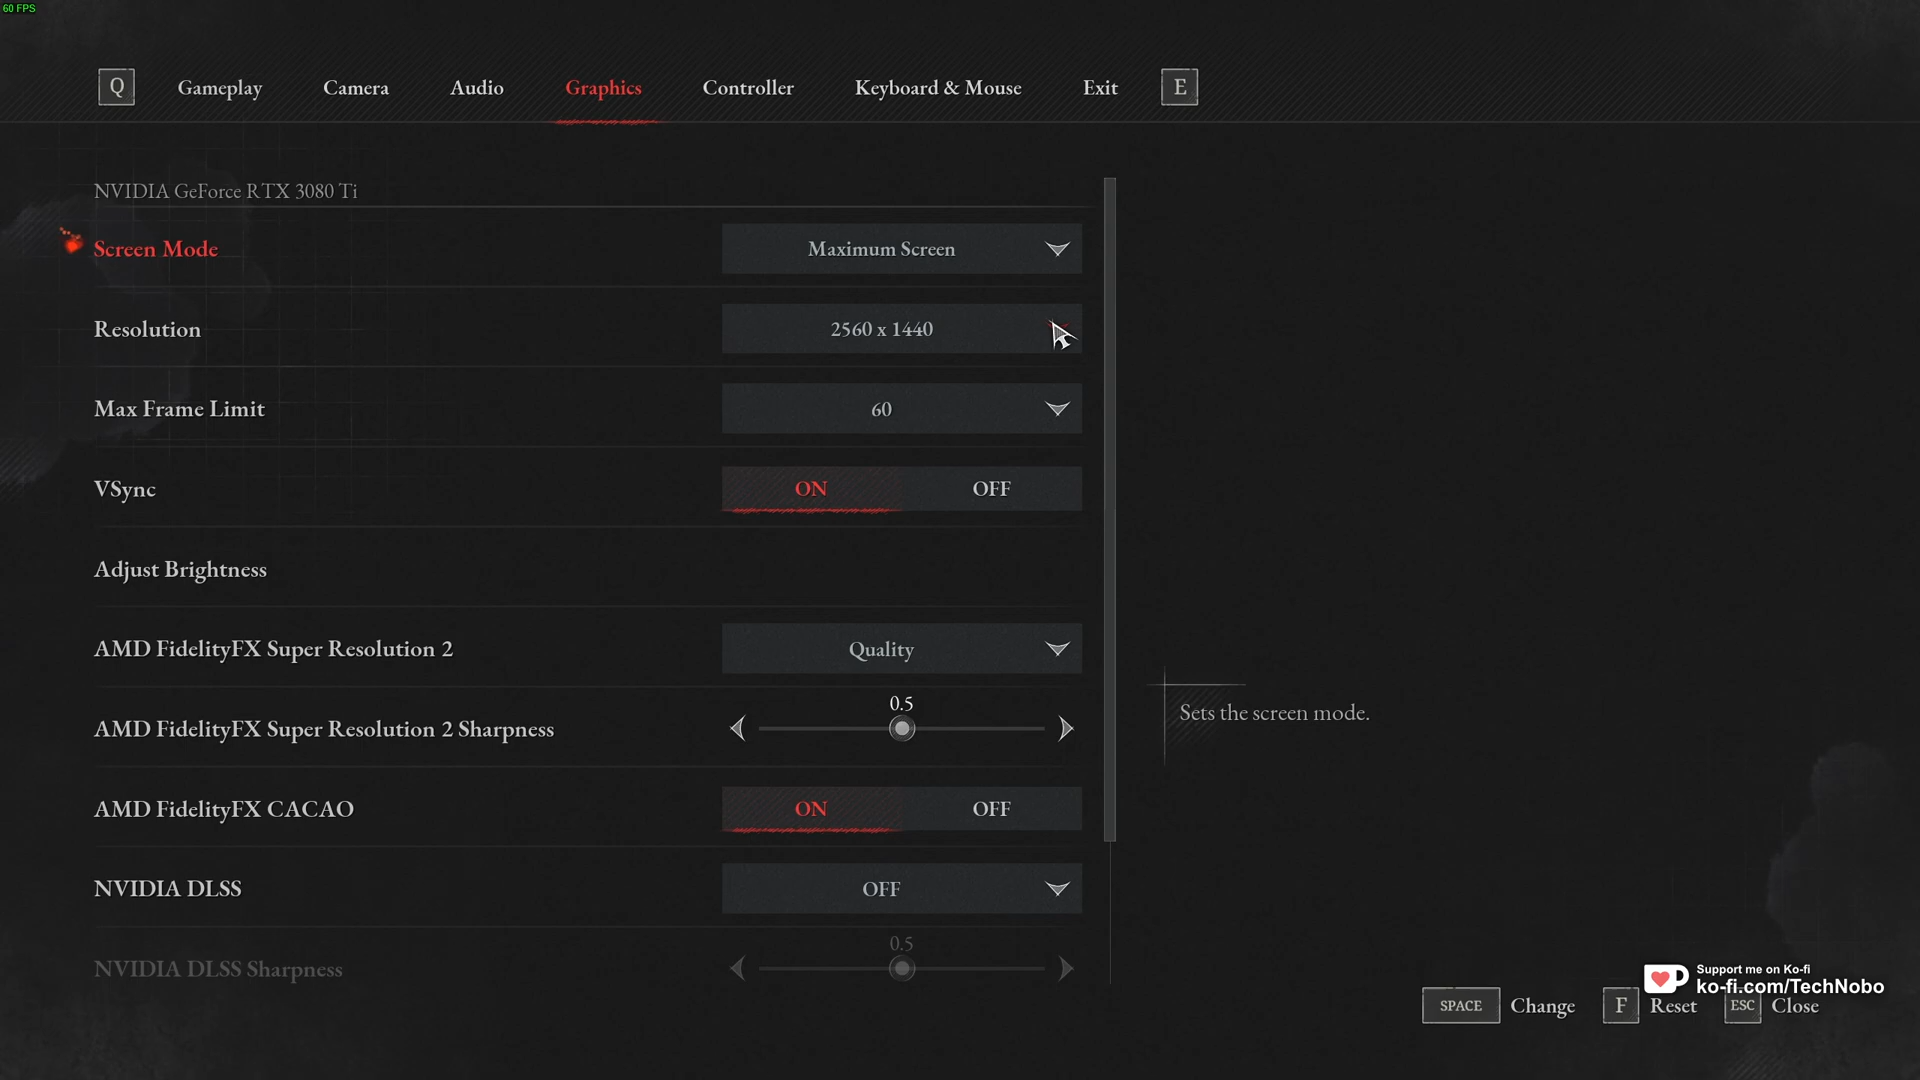 60 FPS
Q Gameplay Camera Audio Graphics Controller Keyboard & Mouse Exit E
NVIDIA GeForce RTX 3080 Ti
Screen Mode Maximum Screen
Resolution 2560 x 1440
Max Frame Limit 60
VSync ON OFF
Adjust Brightness
AMD FidelityFX Super Resolution 2 Quality
0.5
AMD FidelityFX Super Resolution 2 Sharpness
Sets the screen mode.
AMD FidelityFX CACAO ON OFF
NVIDIA DLSS OFF
0.5
NVIDIA DLSS Sharpness
Support me on Ko-fi
ko-fi.com/TechNobo
SPACE Change F Reset ESC Close